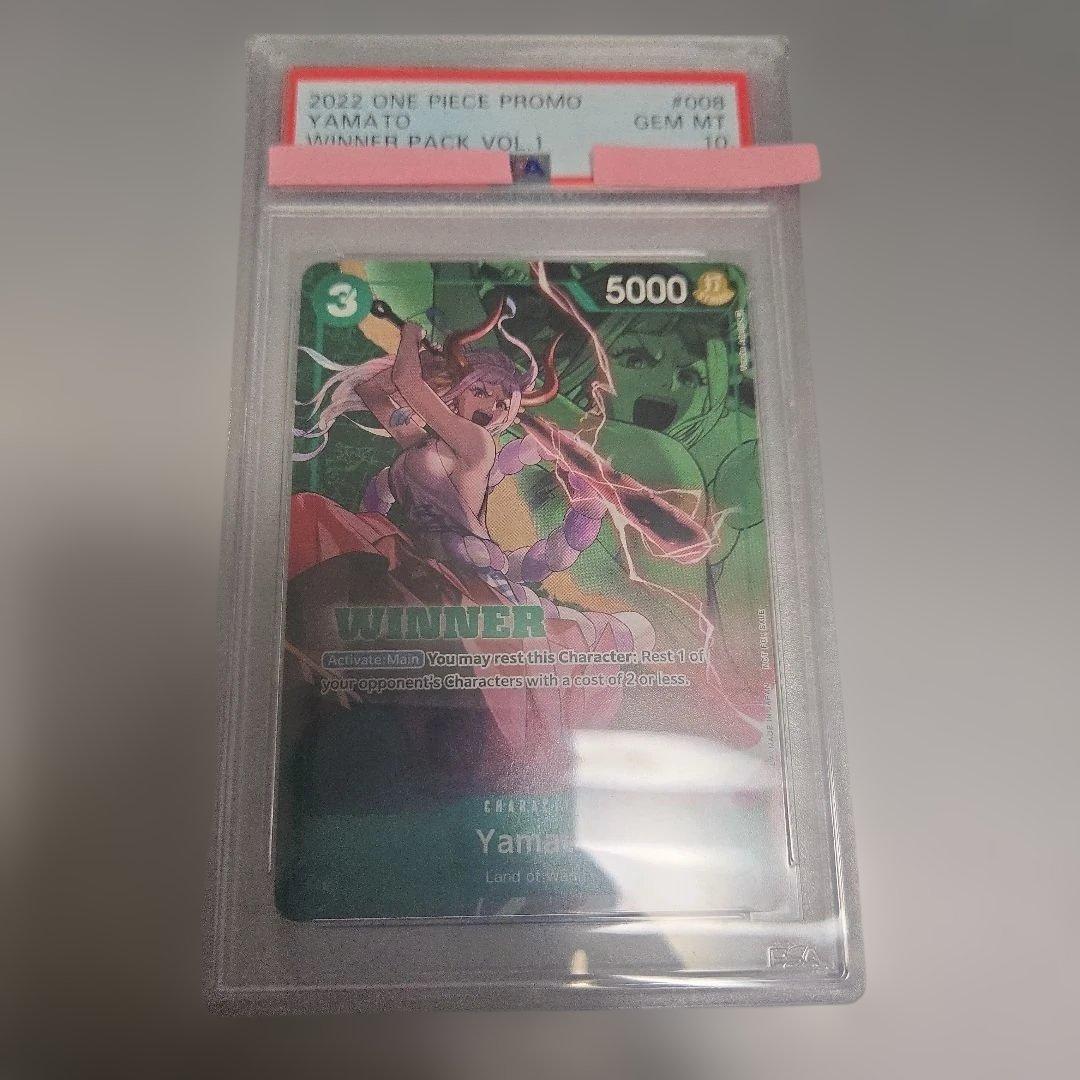 2022 ONE PIECE PROMO #008
YAMATO GEM MT
WINNER PACK VOL.1 10
3
5000
WINNER
Activate:Main You may rest this Character: Rest 1 of
your opponent's Characters with a cost of 2 or less.
Land of
PSA